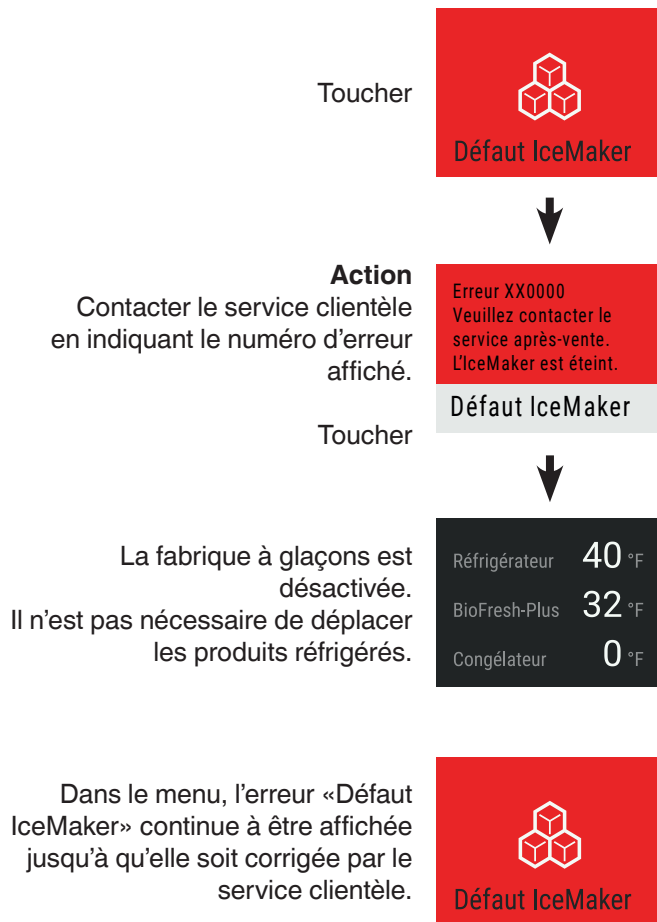 Toucher
Défaut IceMaker
Action
Contacter le service clientèle
en indiquant le numéro d'erreur
affiché.
Erreur XX0000
Veuillez contacter le
service après-vente.
L'IceMaker est éteint.
Défaut IceMaker
Toucher
La fabrique à glaçons est
désactivée.
Il n'est pas nécessaire de déplacer
les produits réfrigérés.
Réfrigérateur 40 °F
BioFresh-Plus 32 °F
Congélateur 0 °F
Dans le menu, l'erreur «Défaut
IceMaker» continue à être affichée
jusqu'à qu'elle soit corrigée par le
service clientèle.
Défaut IceMaker